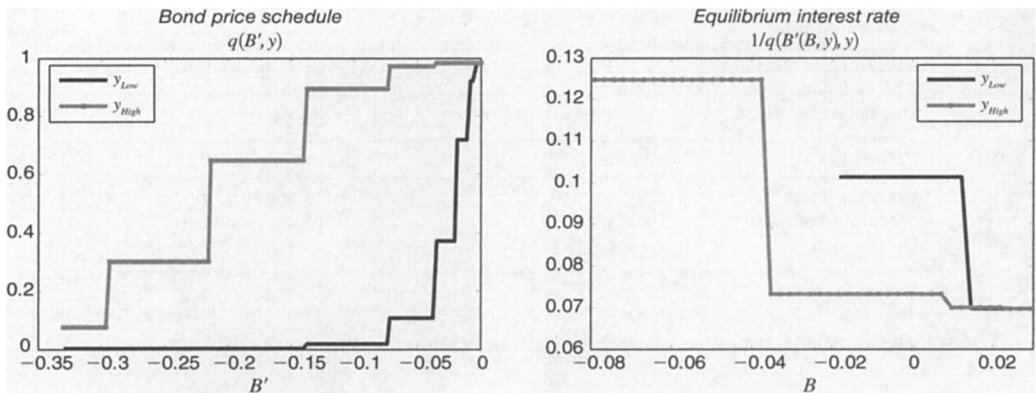 Bond price schedule
q(B′, y)
1
0.8
0.6
0.4
0.2
0
y_Low
y_High
−0.35
−0.3
−0.25
−0.2
−0.15
−0.1
−0.05
0
B′
Equilibrium interest rate
1/q(B′(B, y), y)
0.13
0.12
0.11
0.1
0.09
0.08
0.07
0.06
y_Low
y_High
−0.08
−0.06
−0.04
−0.02
0
0.02
B